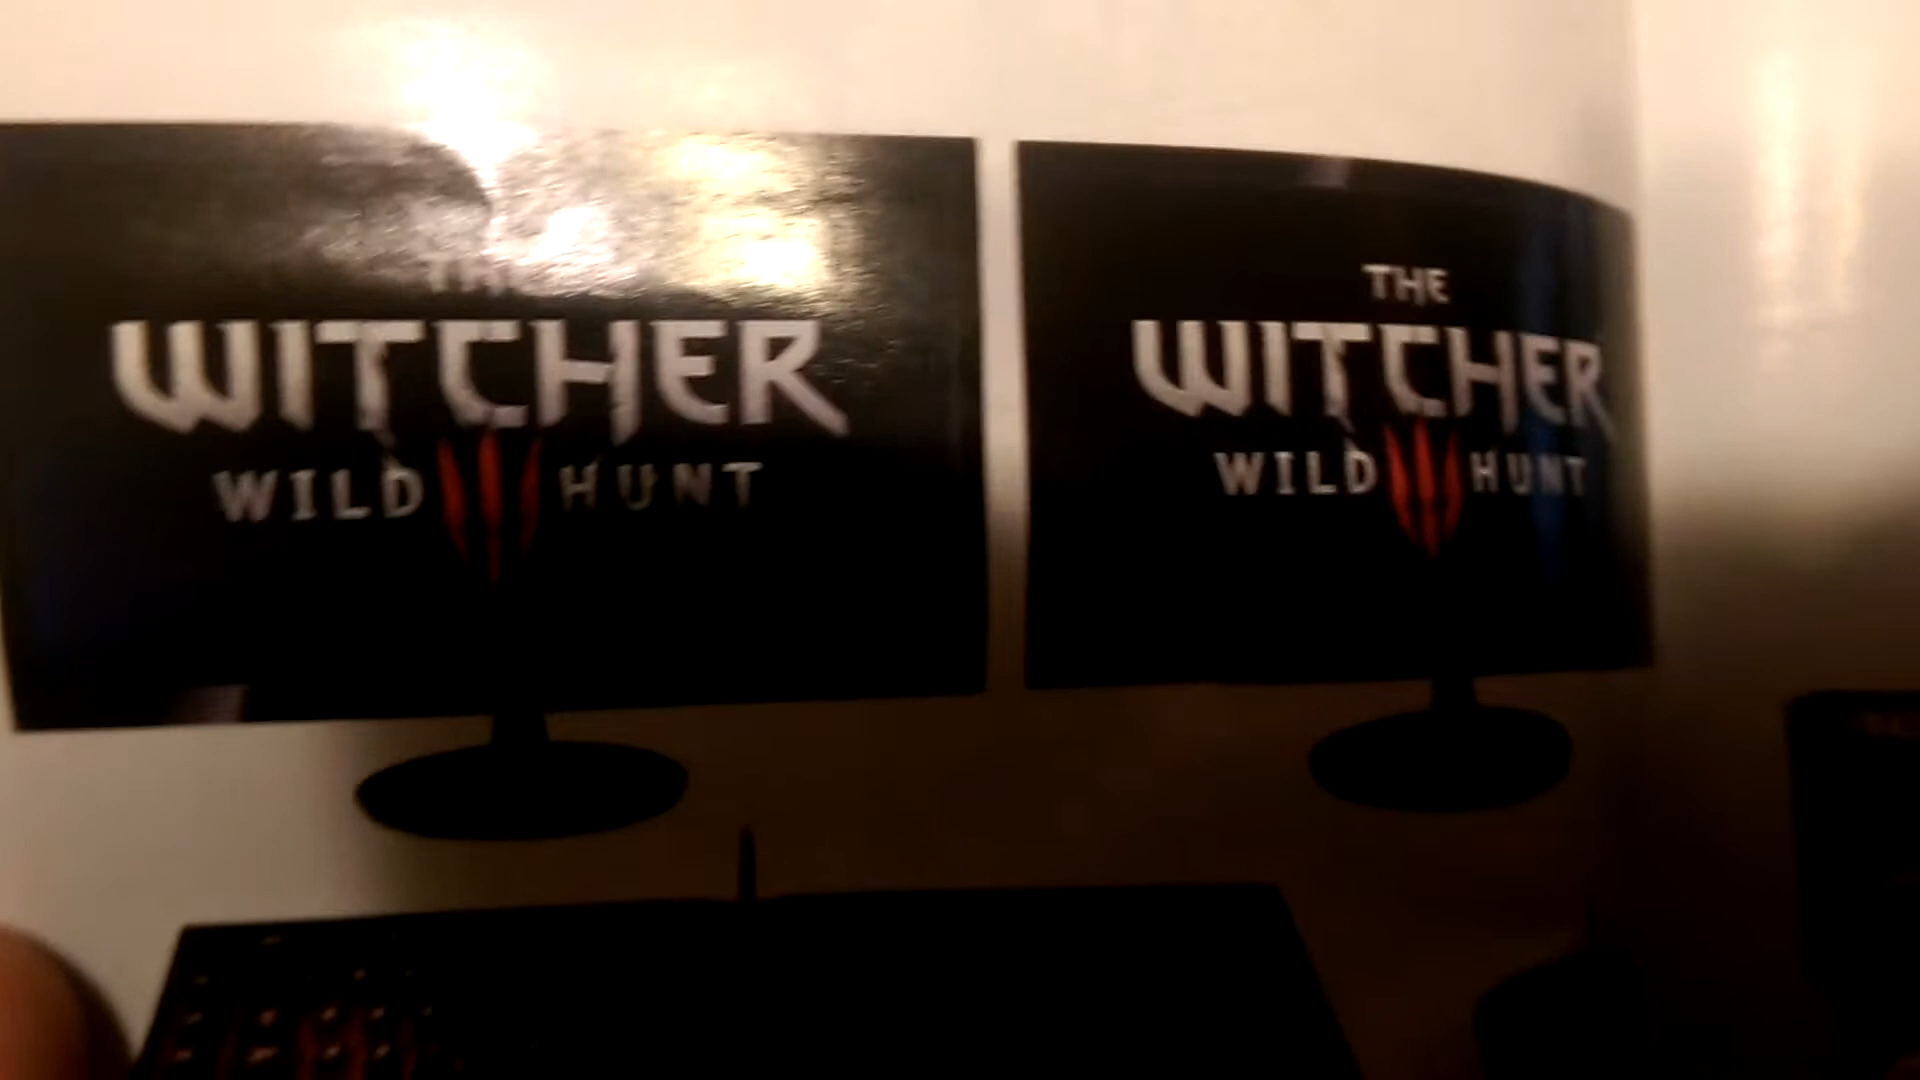 THE
WITCHER
WILD HUNT
THE
WITCHER
WILD HUNT